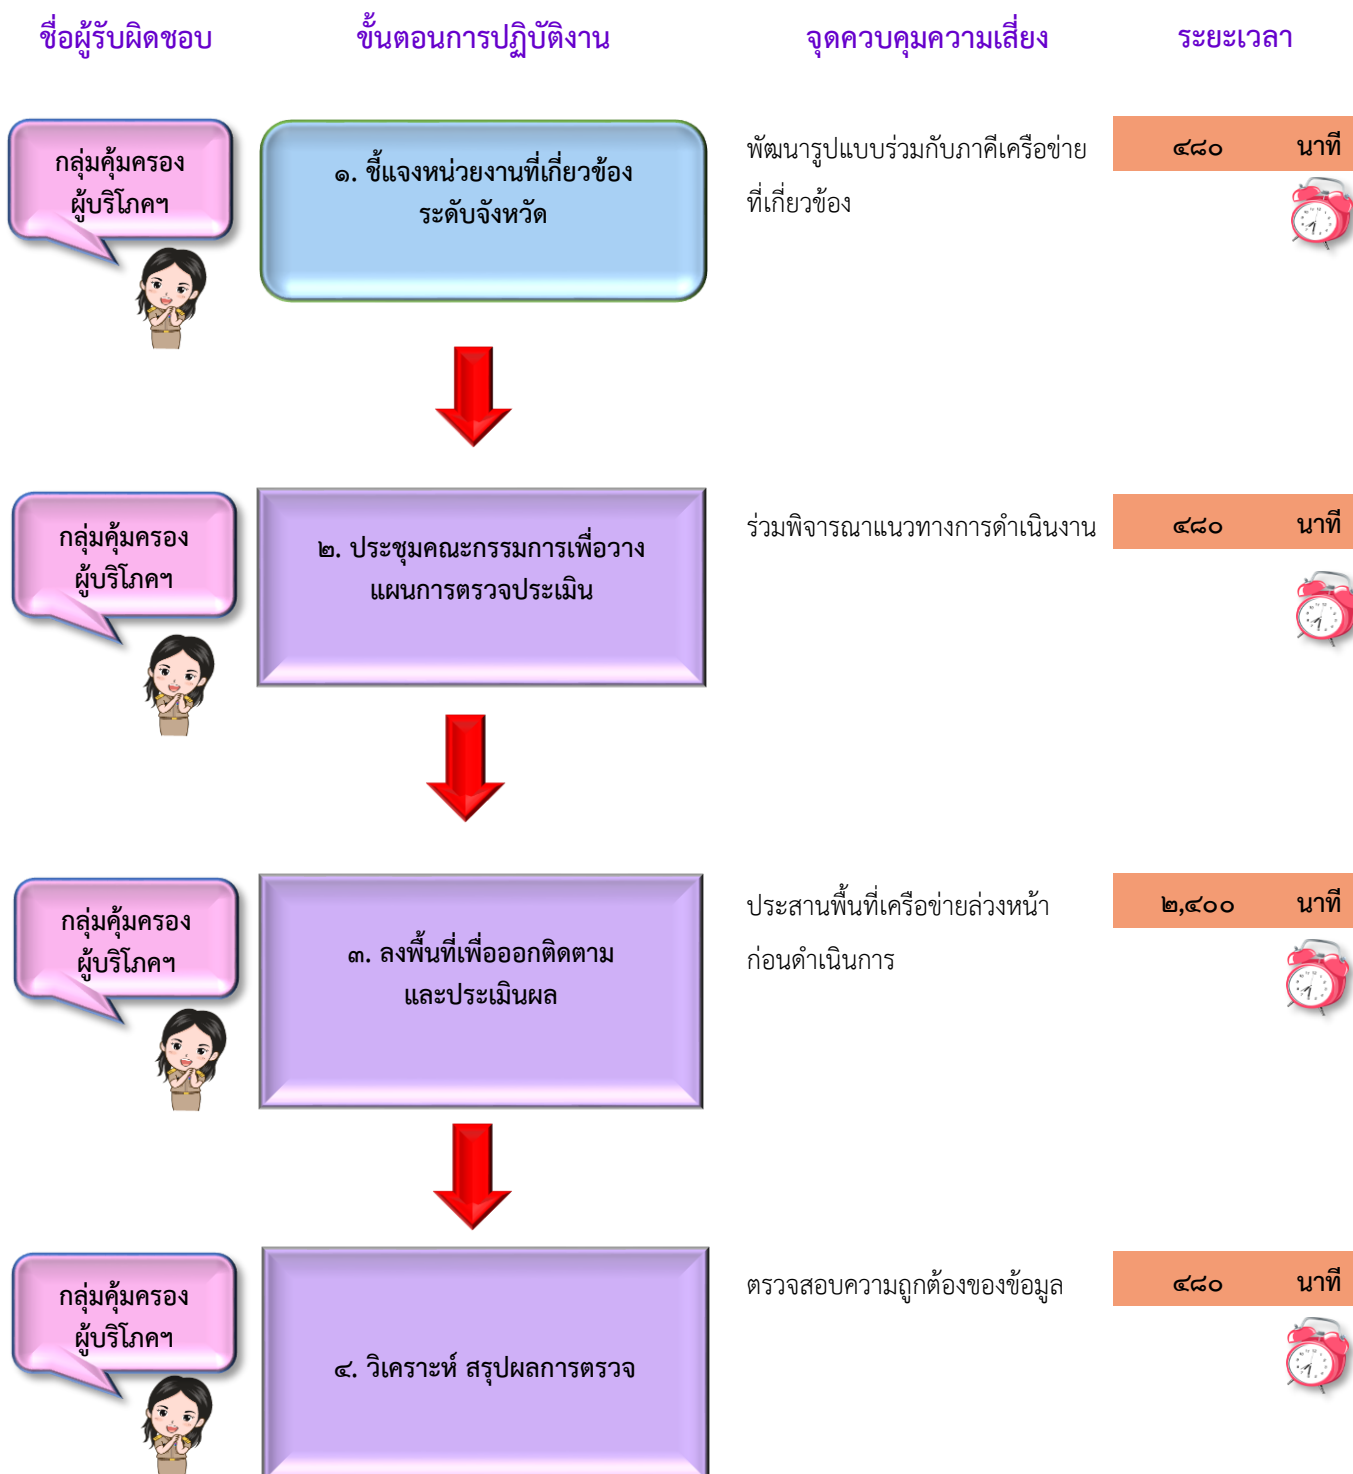 ชื่อผู้รับผิดชอบ ขั้นตอนการปฏิบัติงาน จุดควบคุมความเสี่ยง ระยะเวลา
กลุ่มคุ้มครอง
ผู้บริโภคฯ
๑. ชี้แจงหน่วยงานที่เกี่ยวข้อง
ระดับจังหวัด
พัฒนารูปแบบร่วมกับภาคีเครือข่าย
ที่เกี่ยวข้อง
๔๘๐ นาที
กลุ่มคุ้มครอง
ผู้บริโภคฯ
๒. ประชุมคณะกรรมการเพื่อวาง
แผนการตรวจประเมิน
ร่วมพิจารณาแนวทางการดำเนินงาน
๔๘๐ นาที
กลุ่มคุ้มครอง
ผู้บริโภคฯ
๓. ลงพื้นที่เพื่อออกติดตาม
และประเมินผล
ประสานพื้นที่เครือข่ายล่วงหน้า
ก่อนดำเนินการ
๒,๔๐๐ นาที
กลุ่มคุ้มครอง
ผู้บริโภคฯ
๔. วิเคราะห์ สรุปผลการตรวจ
ตรวจสอบความถูกต้องของข้อมูล
๔๘๐ นาที